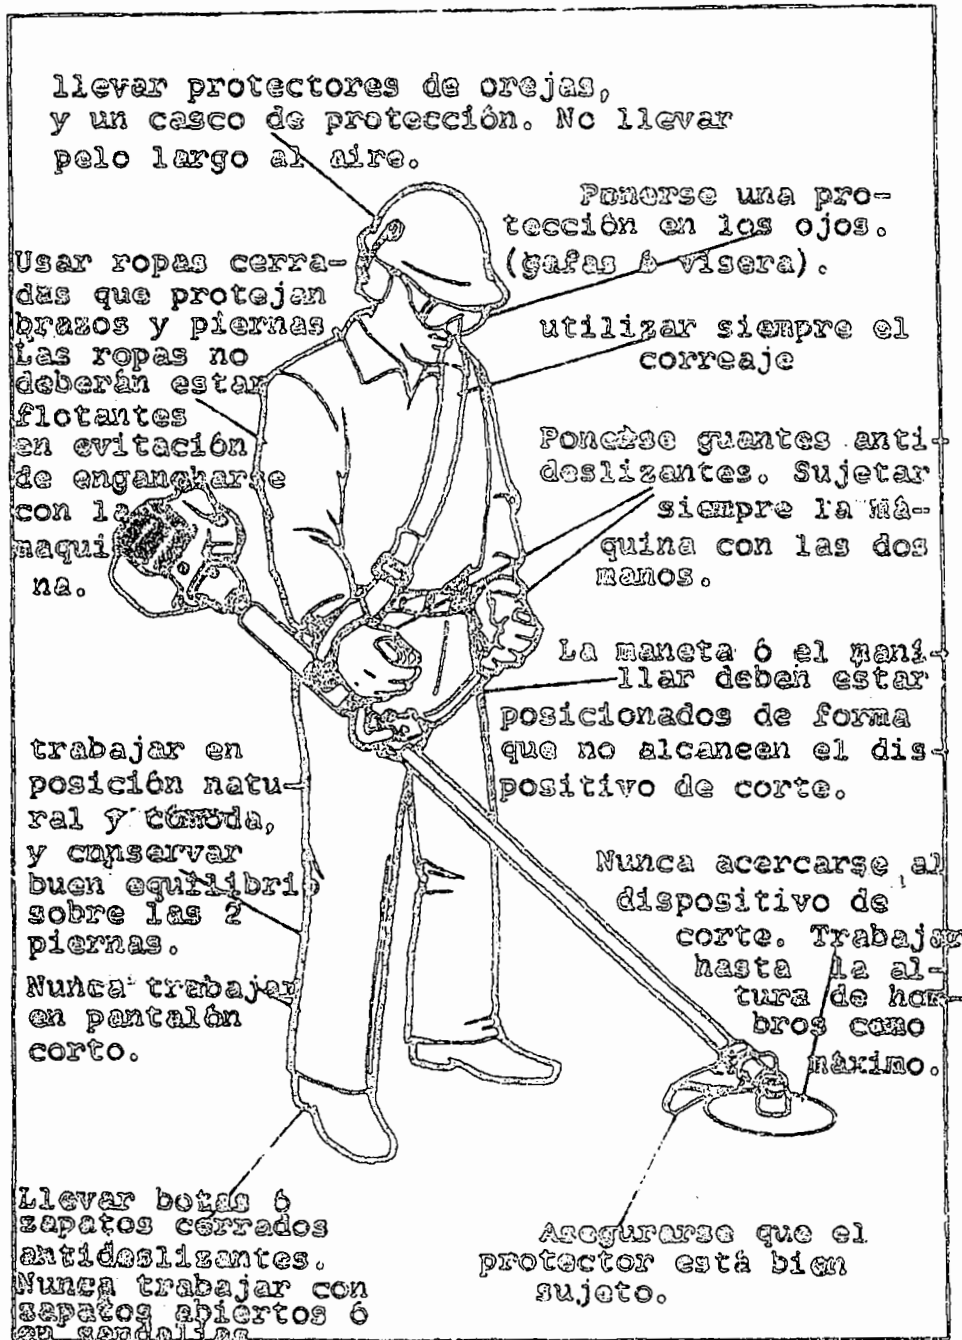 llevar protectores de orejas,
y un casco de protección. No llevar
pelo largo al aire.
Ponerse una pro-
tección en los ojos.
(gafas ó visera).
Usar ropas cerra-
das que protejan
brazos y piernas
Las ropas no
deberán estar
flotantes
en evitación
de engancharse
con la
maqui
na.
utilizar siempre el
correaje
Ponerse guantes anti-
deslizantes. Sujetar
siempre la má-
quina con las dos
manos.
La maneta ó el mani-
llar deben estar
posicionados de forma
que no alcancen el dis-
positivo de corte.
trabajar en
posición natu-
ral y cómoda,
y conservar
buen equilibrio
sobre las 2
piernas.
Nunca trabajar
en pantalón
corto.
Nunca acercarse al
dispositivo de
corte. Trabajar
hasta la al-
tura de hom-
bros como
máximo.
Llevar botas ó
zapatos cerrados
antideslizantes.
Nunca trabajar con
zapatos abiertos ó
en sandalias
Asegurarse que el
protector está bien
sujeto.